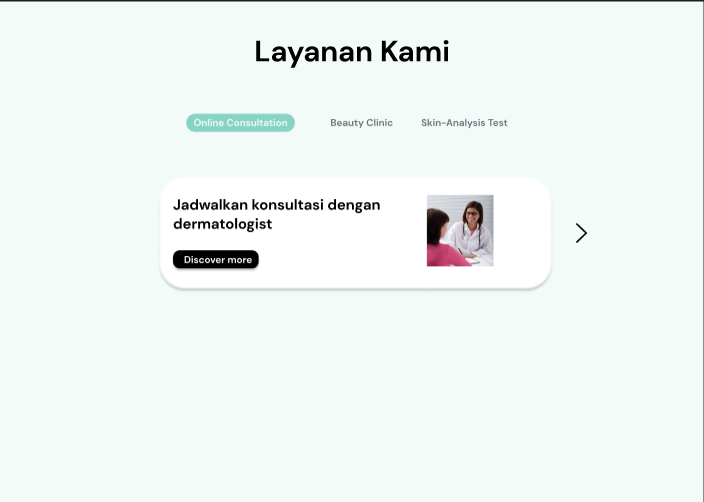 Layanan Kami
Online Consultation
Beauty Clinic
Skin-Analysis Test
Jadwalkan konsultasi dengan
dermatologist
Discover more